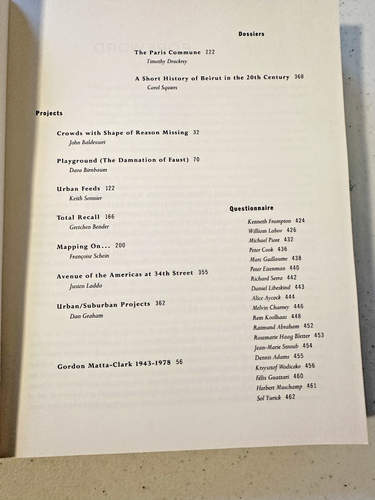 Dossiers
The Paris Commune 222
Timothy Druckrey
A Short History of Beirut in the 20th Century 368
Carol Squiers
Projects
Crowds with Shape of Reason Missing 32
John Baldessari
Playground (The Damnation of Faust) 70
Dara Birnbaum
Urban Feeds 122
Keith Sonnier
Total Recall 166
Gretchen Bender
Mapping On... 200
Françoise Schein
Avenue of the Americas at 34th Street 355
Justen Ladda
Urban/Suburban Projects 362
Dan Graham
Gordon Matta-Clark 1943-1978 56
Questionnaire
Kenneth Frampton 424
William Labov 426
Michael Piore 432
Peter Cook 436
Marc Guillaume 438
Peter Eisenman 440
Richard Serra 442
Daniel Libeskind 443
Alice Aycock 444
Melvin Charney 446
Rem Koolhaas 448
Raimund Abraham 452
Rosemarie Haag Bletter 453
Jean-Marie Straub 454
Dennis Adams 455
Krzysztof Wodiczko 456
Félix Guattari 460
Herbert Muschamp 461
Sol Yurick 462